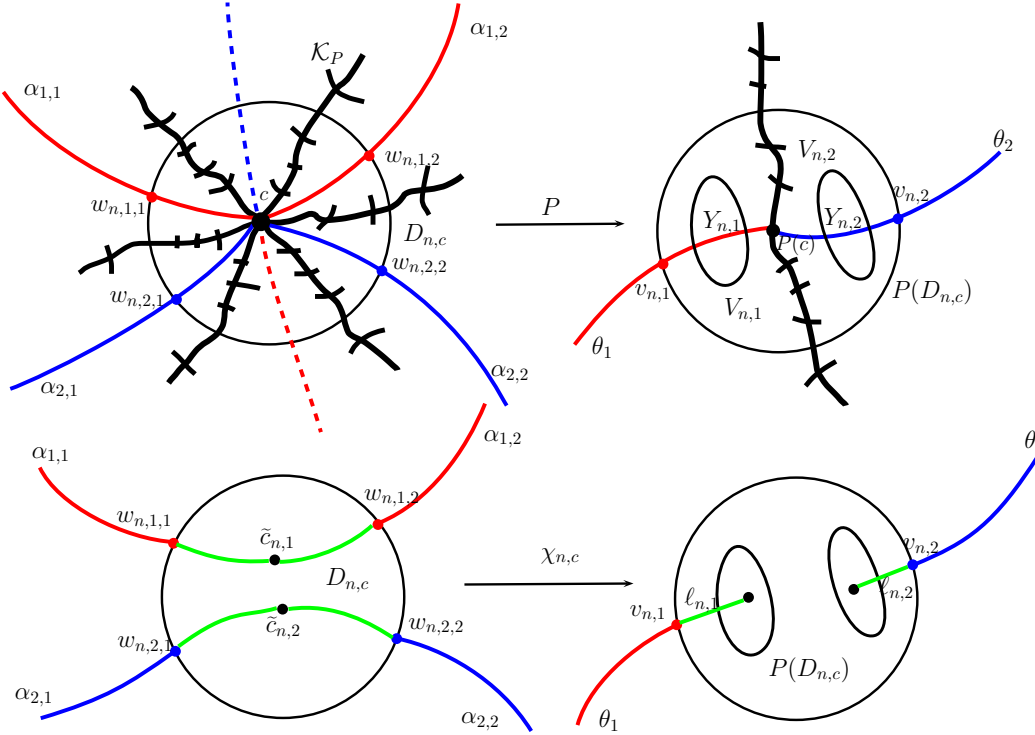 α_{1,1}
K_P
α_{1,2}
w_{n,1,2}
w_{n,1,1}
c
D_{n,c}
w_{n,2,2}
w_{n,2,1}
α_{2,1}
α_{2,2}
P
V_{n,2}
θ_2
v_{n,2}
Y_{n,1}
Y_{n,2}
P(c)
v_{n,1}
V_{n,1}
P(D_{n,c})
θ_1
α_{1,1}
α_{1,2}
w_{n,1,1}
w_{n,1,2}
c̃_{n,1}
D_{n,c}
c̃_{n,2}
w_{n,2,1}
w_{n,2,2}
α_{2,1}
α_{2,2}
χ_{n,c}
θ
v_{n,2}
ℓ_{n,2}
v_{n,1}
ℓ_{n,1}
P(D_{n,c})
θ_1